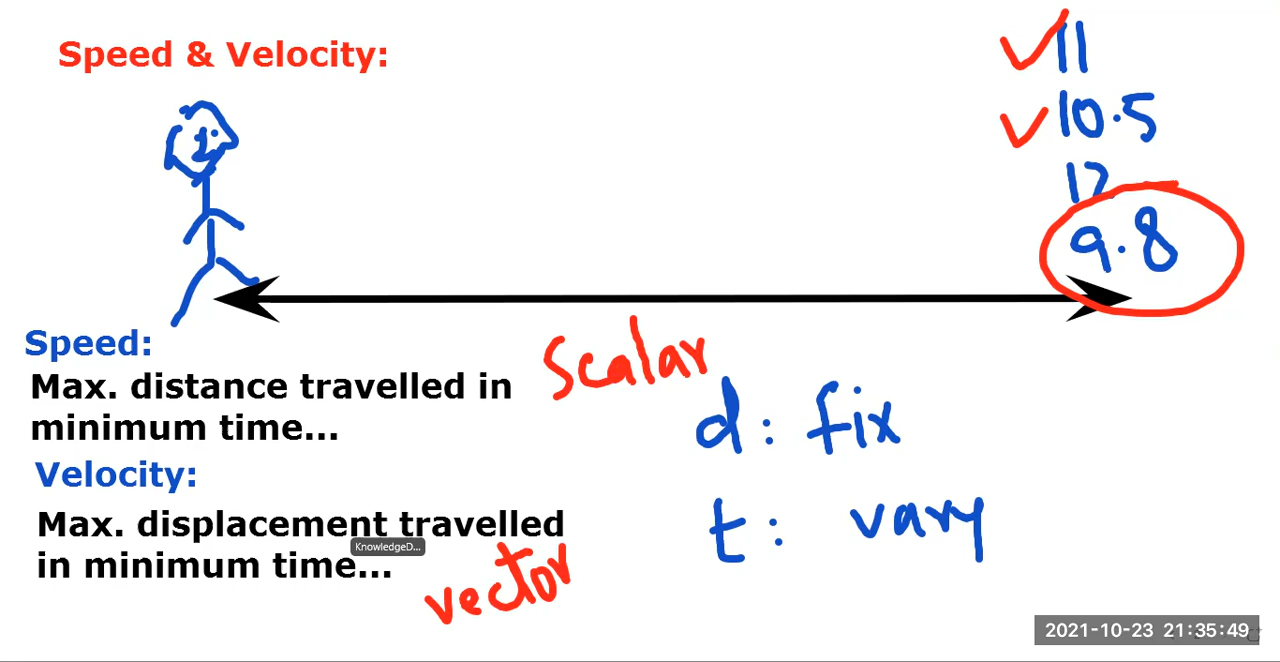 Speed & Velocity:
11
10.5
12
9.8
Speed:
Max. distance travelled in
minimum time...
Scalar
d: fix
Velocity:
Max. displacement travelled
in minimum time...
KnowledgeD...
vector
t: vary
2021-10-23 21:35:49